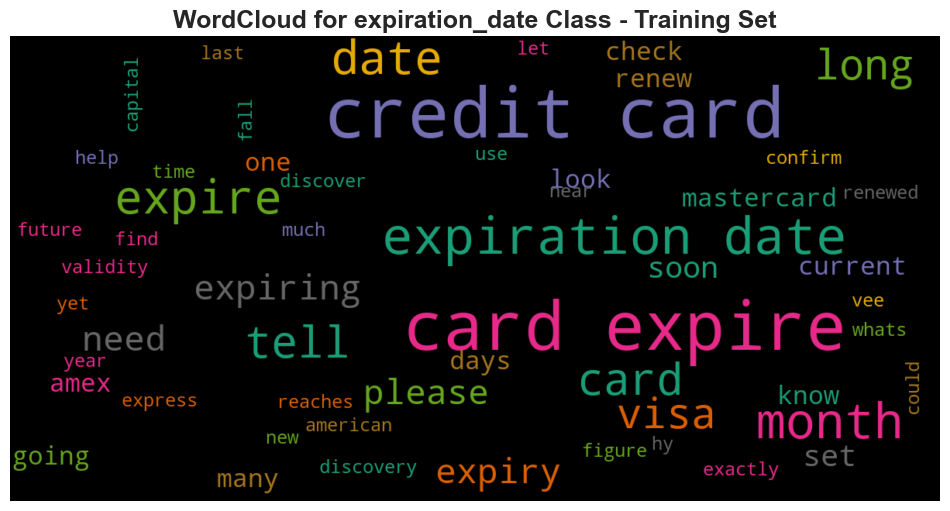 WordCloud for expiration_date Class - Training Set
last
let
check
date
long
capital
renew
credit card
fall
help
use
confirm
one
time
discover
look
near
mastercard
renewed
expire
future
find
much
expiration date
validity
soon
current
expiring
yet
vee
card expire
whats
need
tell
year
days
amex
card
know
could
please
express
reaches
visa
month
american
new
figure
hy
going
set
many
discovery
expiry
exactly